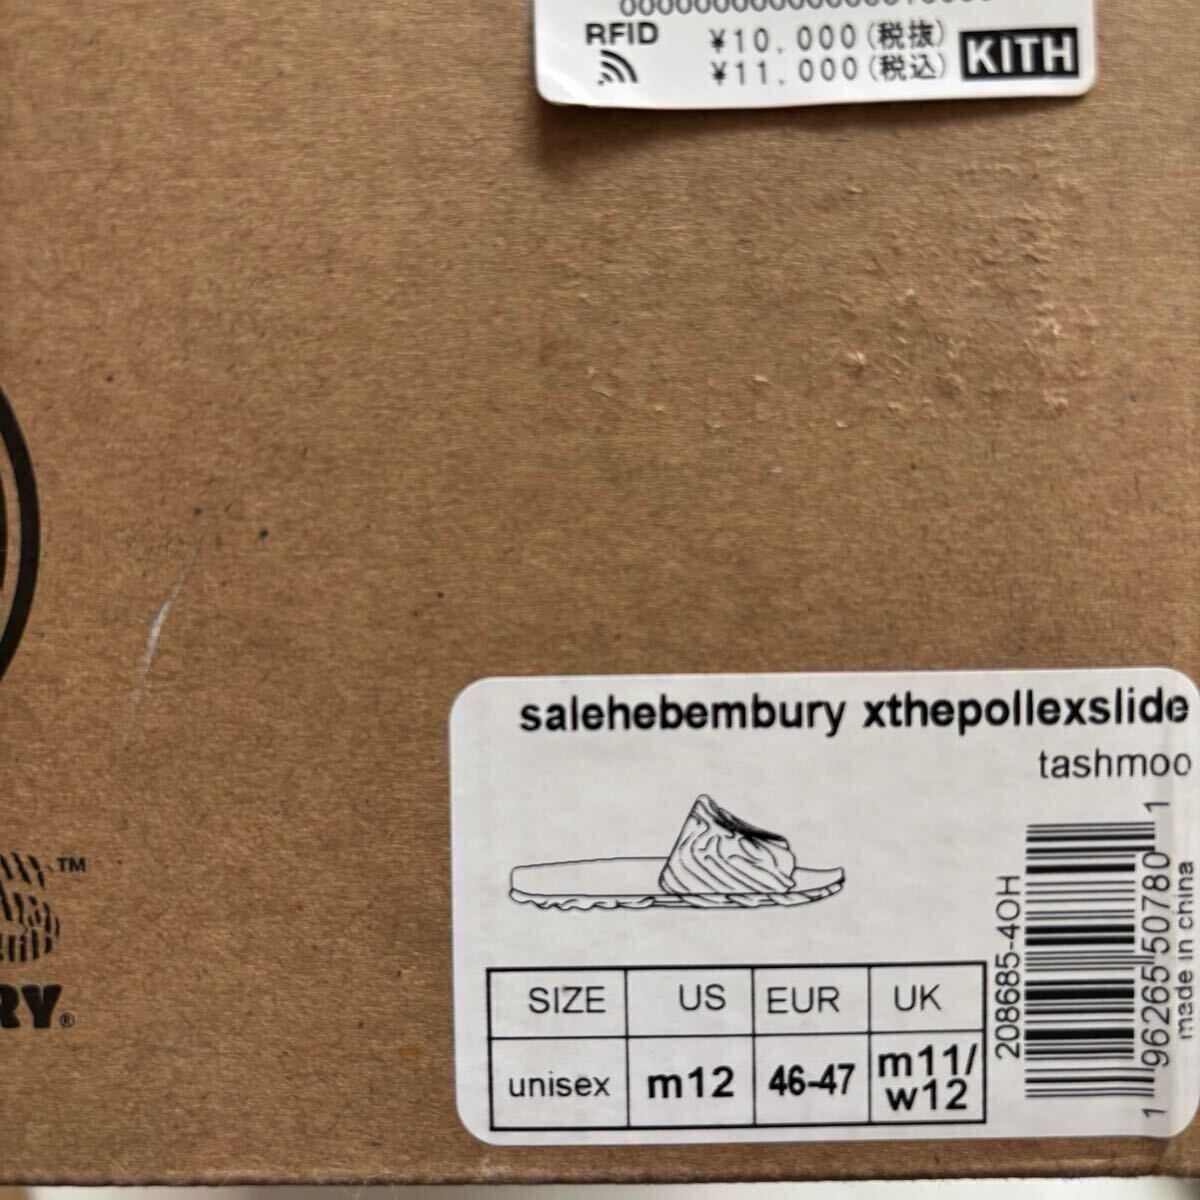 RFID
¥10,000(税抜)
¥11,000(税込)
KITH
salehebembury xthepollexslide
tashmoo
SIZE US EUR UK
unisex m12 46-47 m11/
w12
208685-4OH
1 96265 50780 1
made in china
TM
RY®